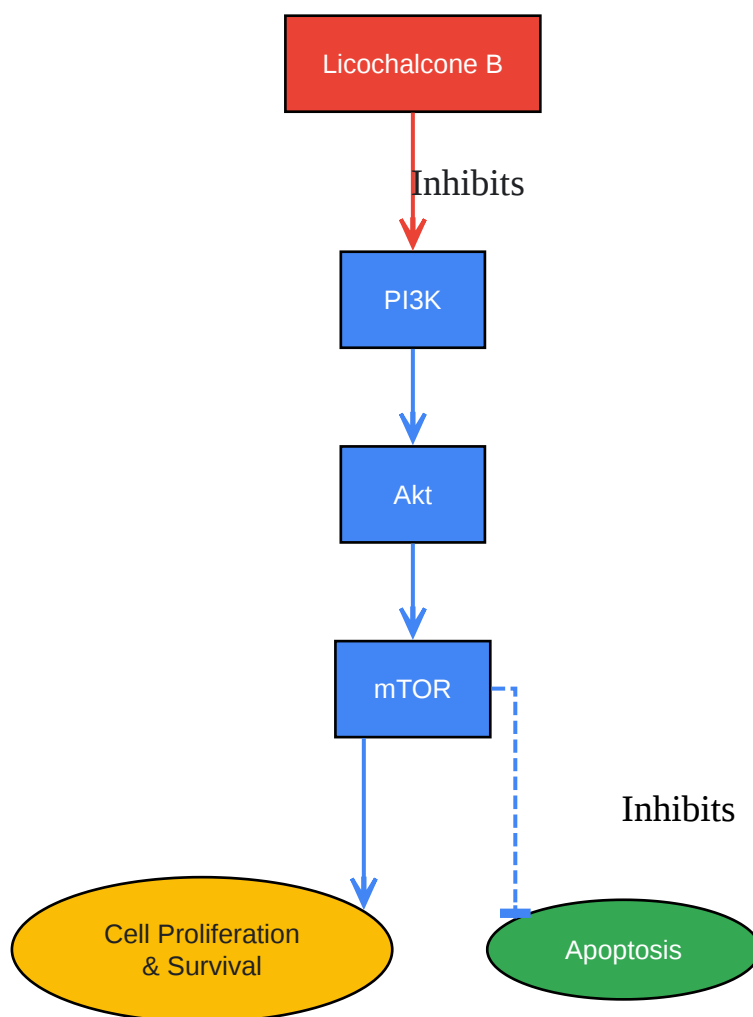 Licochalcone B
Inhibits
PI3K
Akt
mTOR
Inhibits
Cell Proliferation
& Survival
Apoptosis